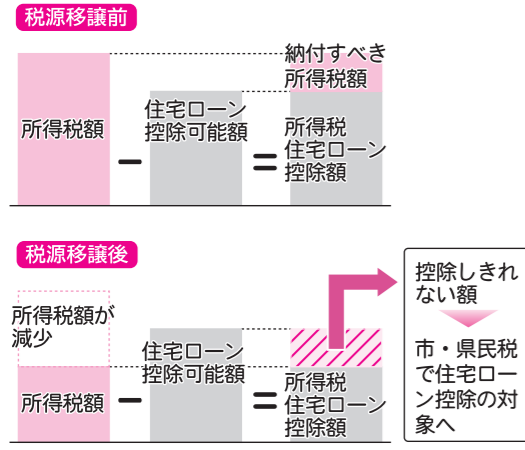 税源移譲前
納付すべき
所得税額
所得税額
住宅ローン
控除可能額
所得税
住宅ローン
控除額
－
＝
税源移譲後
所得税額が
減少
所得税額
－
住宅ローン
控除可能額
＝
所得税
住宅ローン
控除額
控除しきれ
ない額
市・県民税
で住宅ロー
ン控除の対
象へ